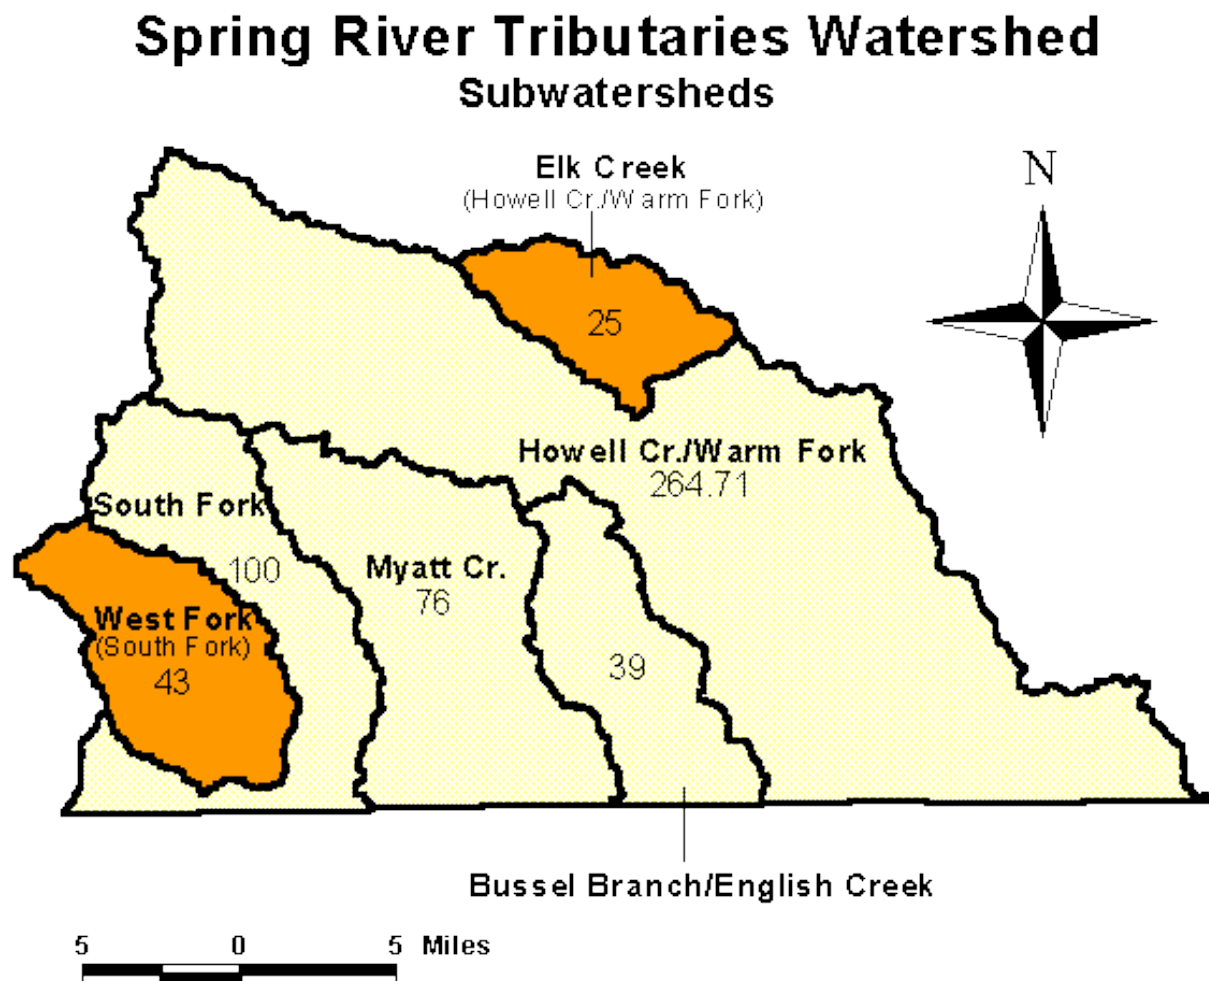 Spring River Tributaries Watershed
Subwatersheds
Elk Creek
(Howell Cr./Warm Fork)
N
25
Howell Cr./Warm Fork
264.71
South Fork
100
Myatt Cr.
76
West Fork
(South Fork)
43
39
Bussel Branch/English Creek
5 0 5 Miles